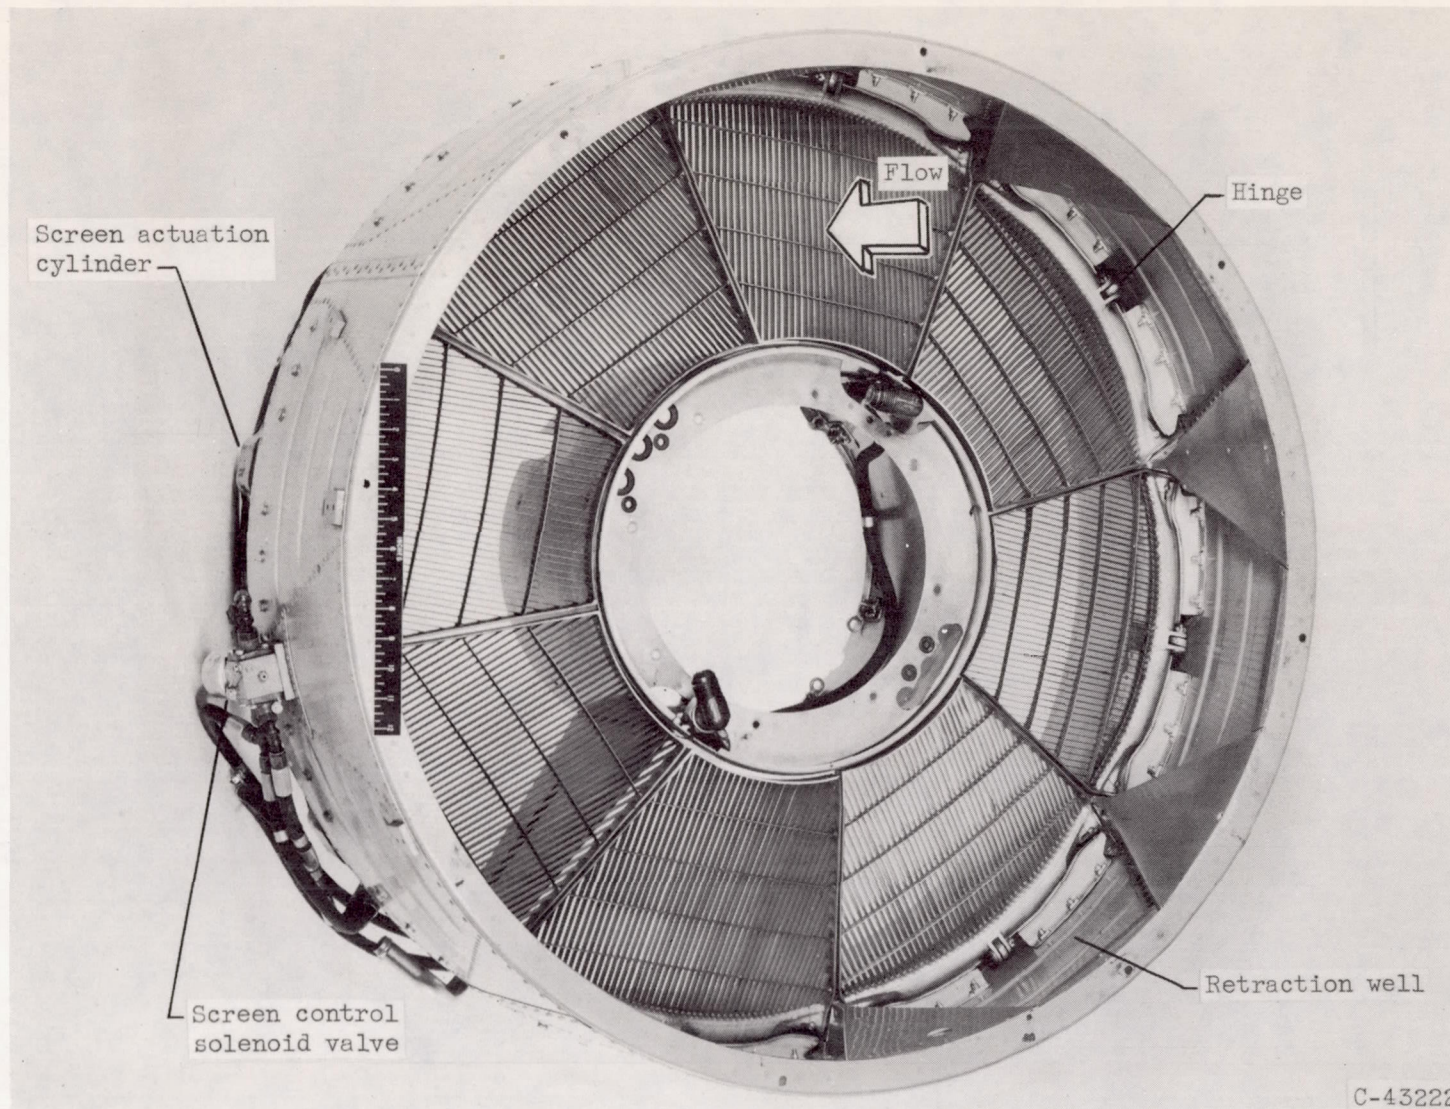 Flow
Hinge
Screen actuation
cylinder
Retraction well
Screen control
solenoid valve
C-43222